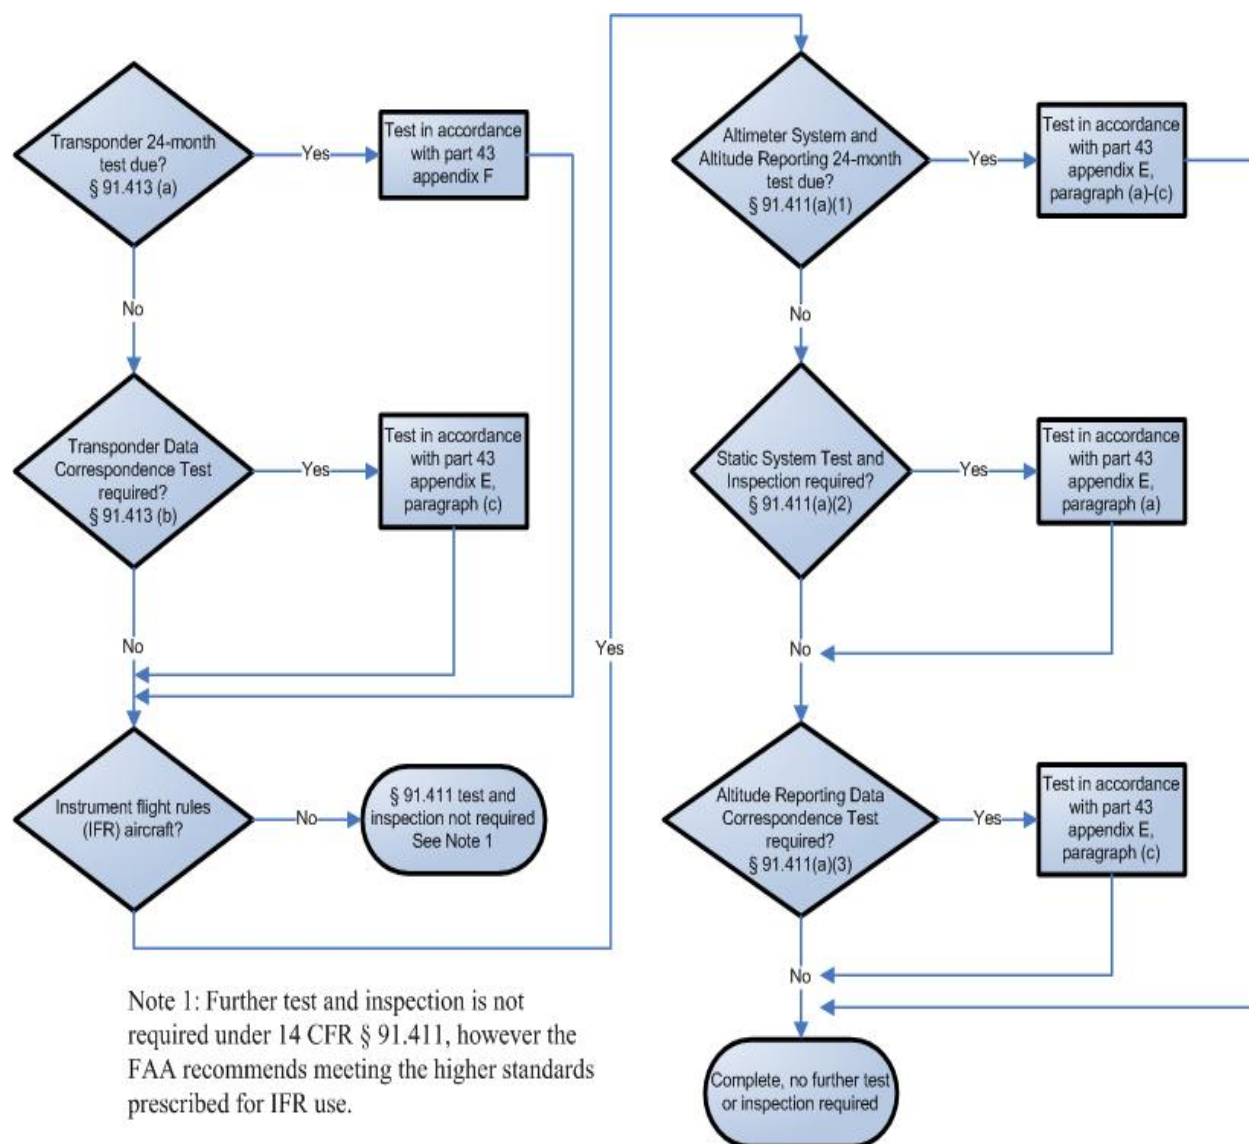 Transponder 24-month
test due?
§ 91.413 (a)
Yes
Test in accordance
with part 43
appendix F
No
Transponder Data
Correspondence Test
required?
§ 91.413 (b)
Yes
Test in accordance
with part 43
appendix E,
paragraph (c)
No
Instrument flight rules
(IFR) aircraft?
No
§ 91.411 test and
inspection not required
See Note 1
Yes
Altimeter System and
Altitude Reporting 24-month
test due?
§ 91.411(a)(1)
Yes
Test in accordance
with part 43
appendix E,
paragraph (a)-(c)
No
Static System Test and
Inspection required?
§ 91.411(a)(2)
Yes
Test in accordance
with part 43
appendix E,
paragraph (a)
No
Altitude Reporting Data
Correspondence Test
required?
§ 91.411(a)(3)
Yes
Test in accordance
with part 43
appendix E,
paragraph (c)
No
Complete, no further test
or inspection required
Note 1: Further test and inspection is not
required under 14 CFR § 91.411, however the
FAA recommends meeting the higher standards
prescribed for IFR use.